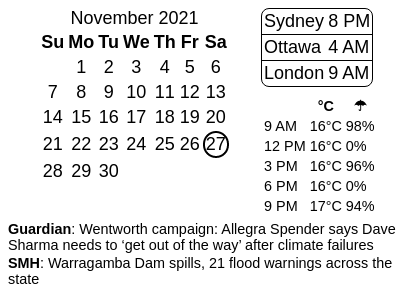 November 2021
Su Mo Tu We Th Fr Sa
1 2 3 4 5 6
7 8 9 10 11 12 13
14 15 16 17 18 19 20
21 22 23 24 25 26 27
28 29 30
Sydney 8 PM
Ottawa 4 AM
London 9 AM
°C ☂
9 AM 16°C 98%
12 PM 16°C 0%
3 PM 16°C 96%
6 PM 16°C 0%
9 PM 17°C 94%
Guardian: Wentworth campaign: Allegra Spender says Dave
Sharma needs to ‘get out of the way’ after climate failures
SMH: Warragamba Dam spills, 21 flood warnings across the
state